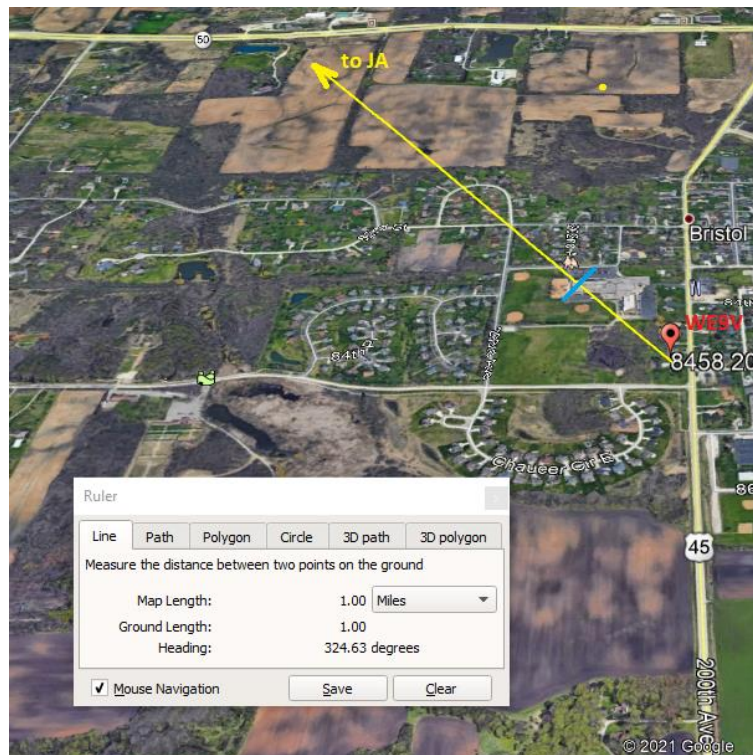 50
to JA
Bristol
WE9V
8458 20
84th
Chaucer Cir E
86
45
200th Ave
Ruler
Line
Path
Polygon
Circle
3D path
3D polygon
Measure the distance between two points on the ground
Map Length: 1.00 Miles
Ground Length: 1.00
Heading: 324.63 degrees
Mouse Navigation
Save
Clear
© 2021 Google